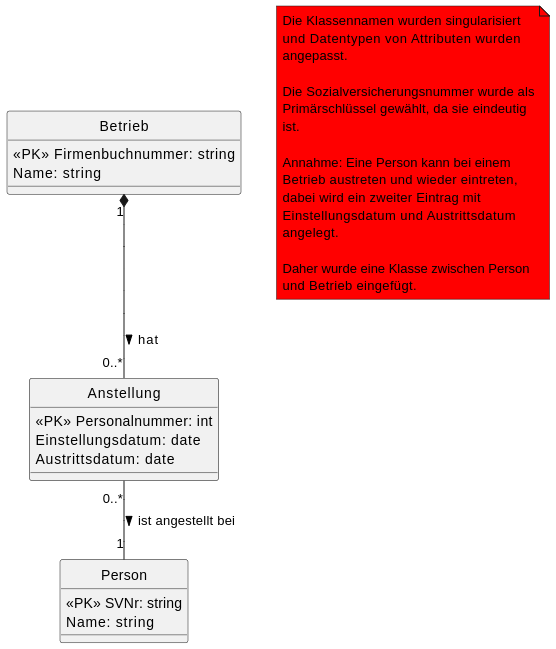 Die Klassennamen wurden singularisiert
und Datentypen von Attributen wurden
angepasst.
Die Sozialversicherungsnummer wurde als
Primärschlüssel gewählt, da sie eindeutig
ist.
Annahme: Eine Person kann bei einem
Betrieb austreten und wieder eintreten,
dabei wird ein zweiter Eintrag mit
Einstellungsdatum und Austrittsdatum
angelegt.
Daher wurde eine Klasse zwischen Person
und Betrieb eingefügt.
Betrieb
«PK» Firmenbuchnummer: string
Name: string
1
hat
0..*
Anstellung
«PK» Personalnummer: int
Einstellungsdatum: date
Austrittsdatum: date
0..*
ist angestellt bei
1
Person
«PK» SVNr: string
Name: string